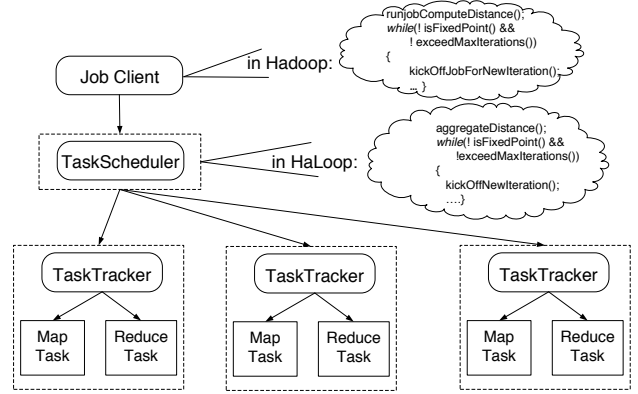 runjobComputeDistance();
while(! isFixedPoint() &&
! exceedMaxIterations())
{
kickOffJobForNewIteration();
... }
Job Client
in Hadoop:
aggregateDistance();
while(! isFixedPoint() &&
!exceedMaxIterations())
{
kickOffNewIteration();
....}
TaskScheduler
in HaLoop:
TaskTracker
TaskTracker
TaskTracker
Map
Task
Reduce
Task
Map
Task
Reduce
Task
Map
Task
Reduce
Task